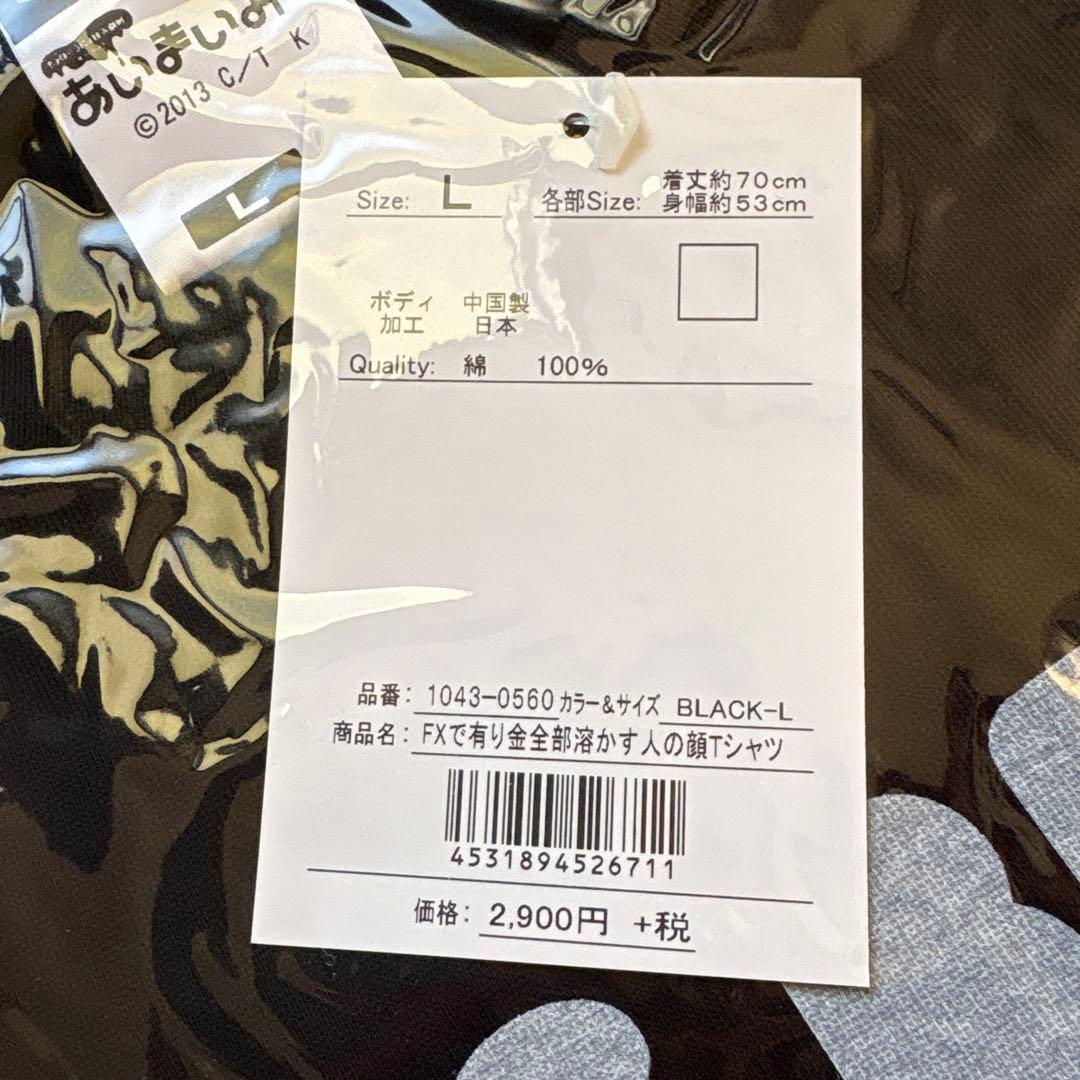 あいまいみ
©2013 C/T K
L
Size: L 各部Size: 着丈約70cm
身幅約53cm
ボディ 中国製
加工 日本
Quality: 綿 100%
品番: 1043-0560 カラー&サイズ BLACK-L
商品名: FXで有り金全部溶かす人の顔Tシャツ
4531894526711
価格: 2,900円 +税